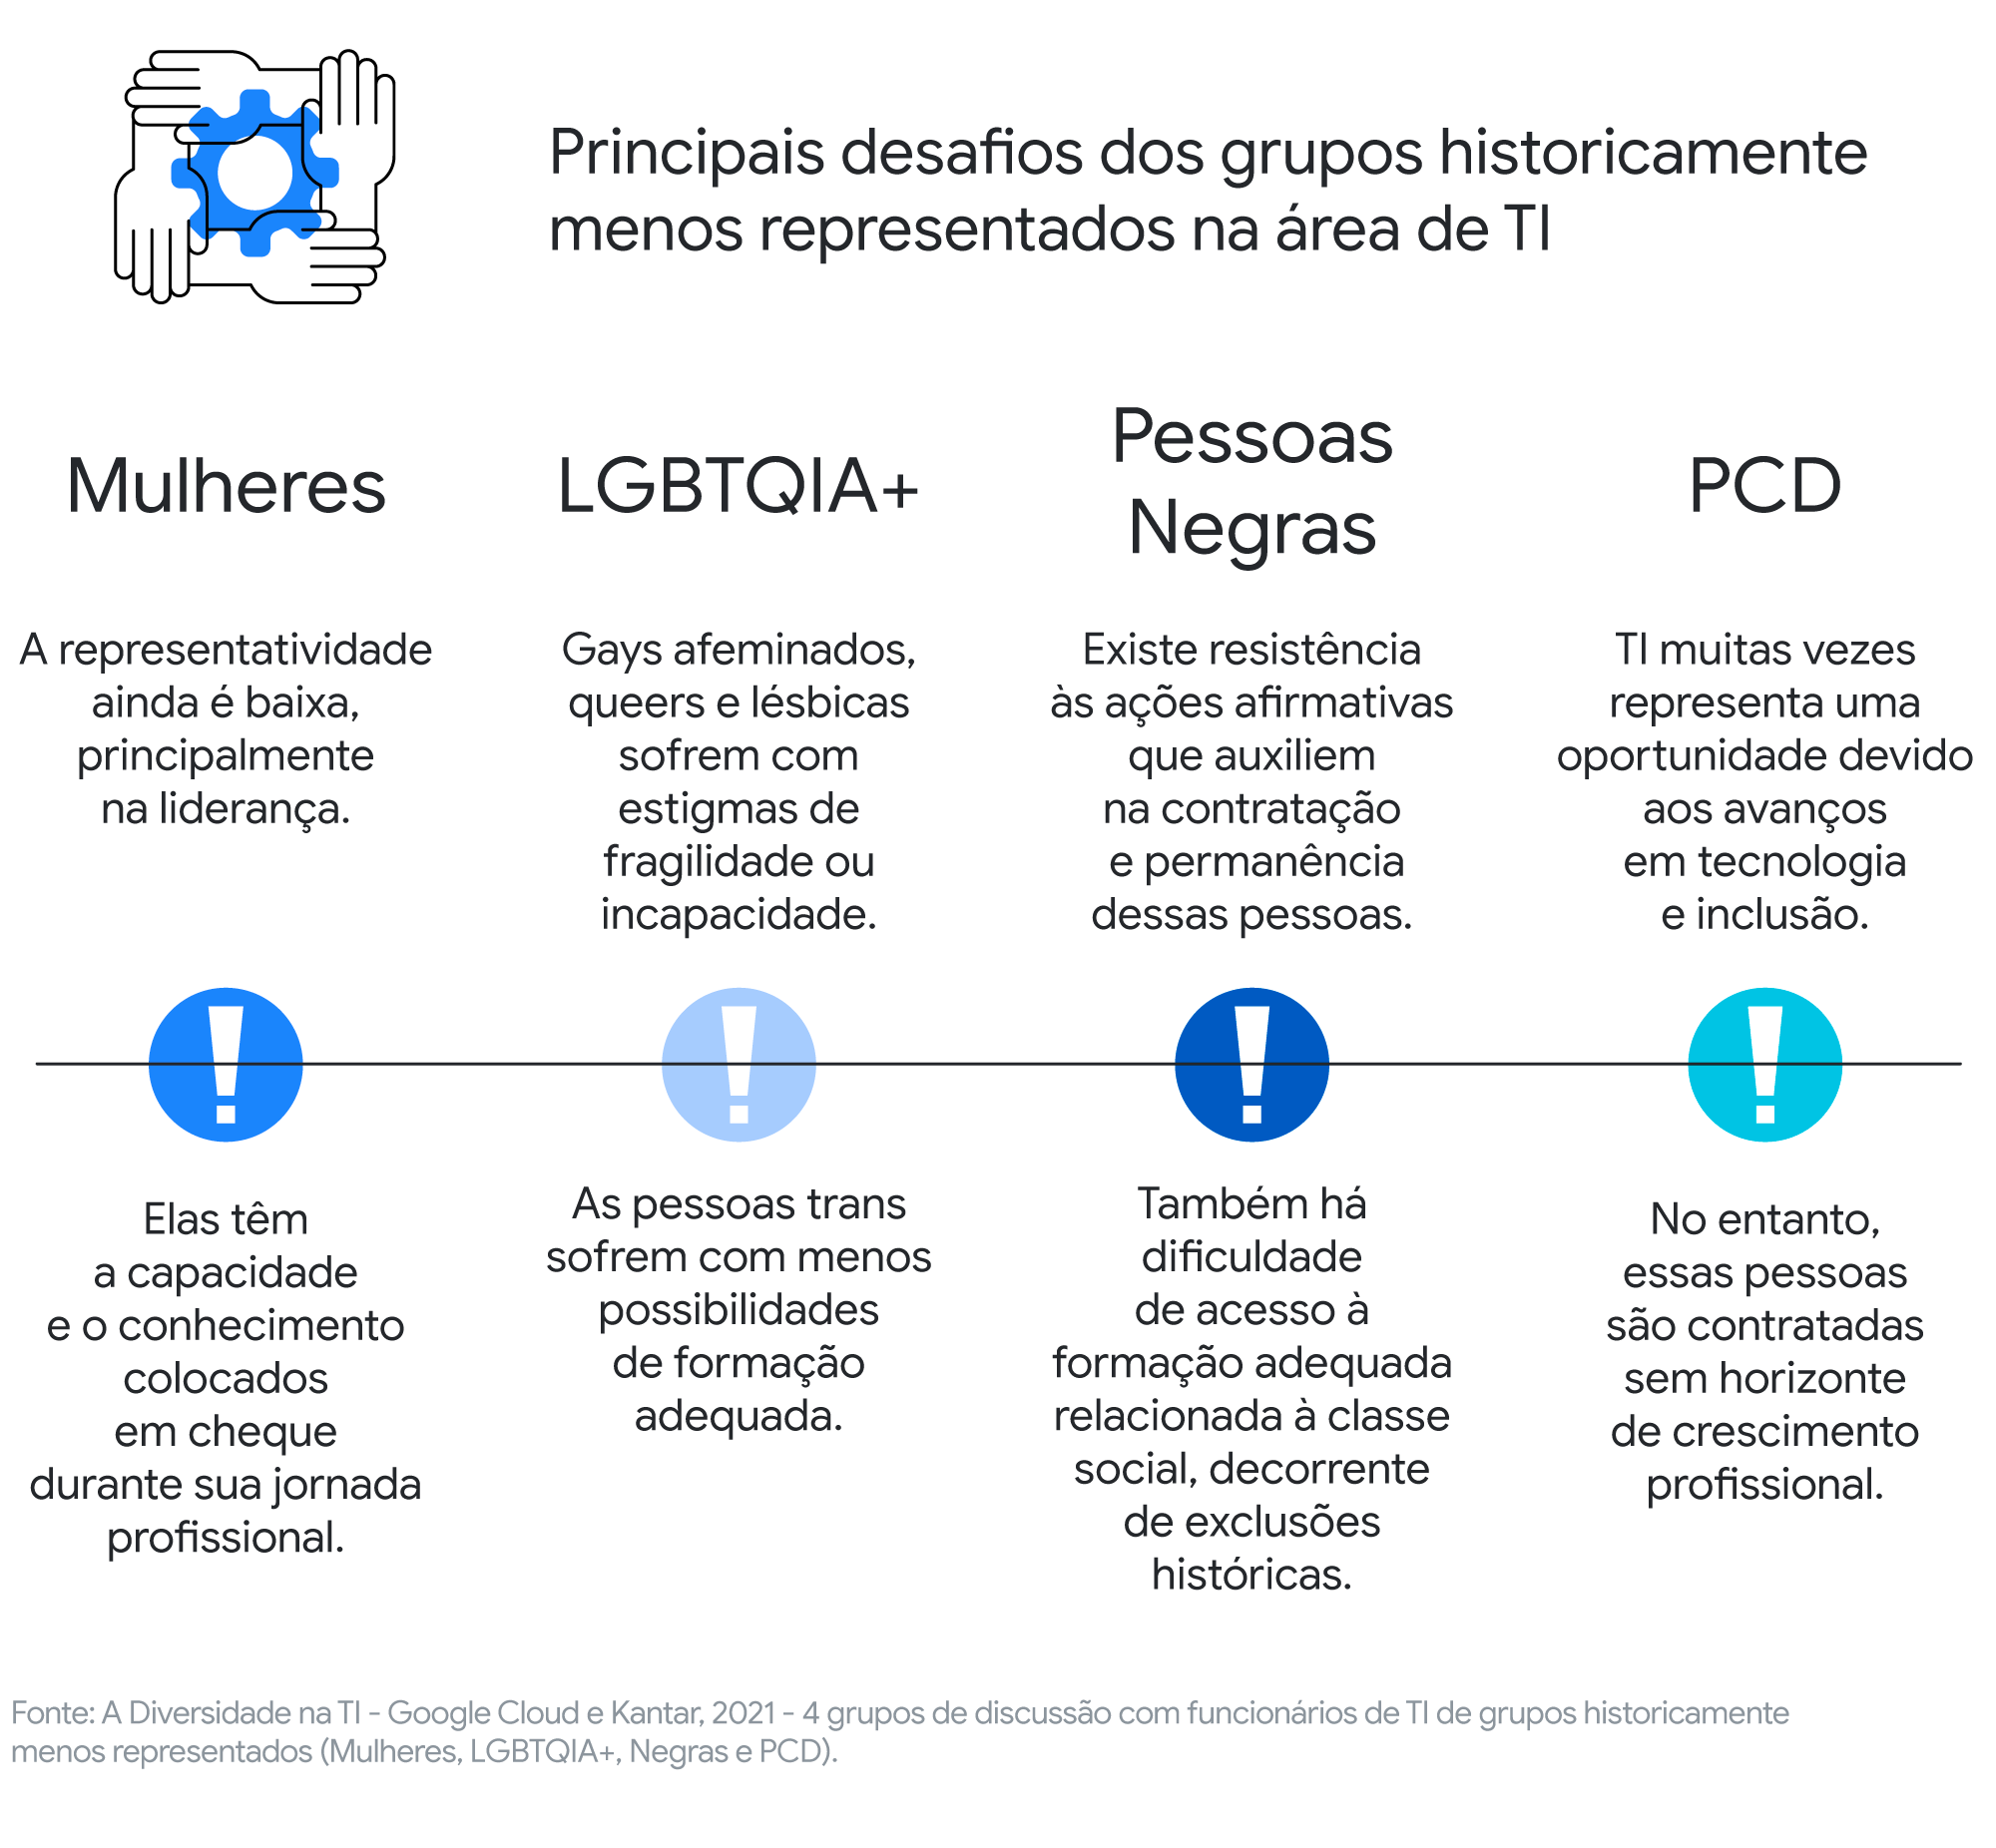 Principais desafios dos grupos historicamente
menos representados na área de TI
Mulheres
A representatividade
ainda é baixa,
principalmente
na liderança.
Elas têm
a capacidade
e o conhecimento
colocados
em cheque
durante sua jornada
profissional.
LGBTQIA+
Gays afeminados,
queers e lésbicas
sofrem com
estigmas de
fragilidade ou
incapacidade.
As pessoas trans
sofrem com menos
possibilidades
de formação
adequada.
Pessoas
Negras
Existe resistência
às ações afirmativas
que auxiliem
na contratação
e permanência
dessas pessoas.
Também há
dificuldade
de acesso à
formação adequada
relacionada à classe
social, decorrente
de exclusões
históricas.
PCD
TI muitas vezes
representa uma
oportunidade devido
aos avanços
em tecnologia
e inclusão.
No entanto,
essas pessoas
são contratadas
sem horizonte
de crescimento
profissional.
Fonte: A Diversidade na TI - Google Cloud e Kantar, 2021 - 4 grupos de discussão com funcionários de TI de grupos historicamente
menos representados (Mulheres, LGBTQIA+, Negras e PCD).